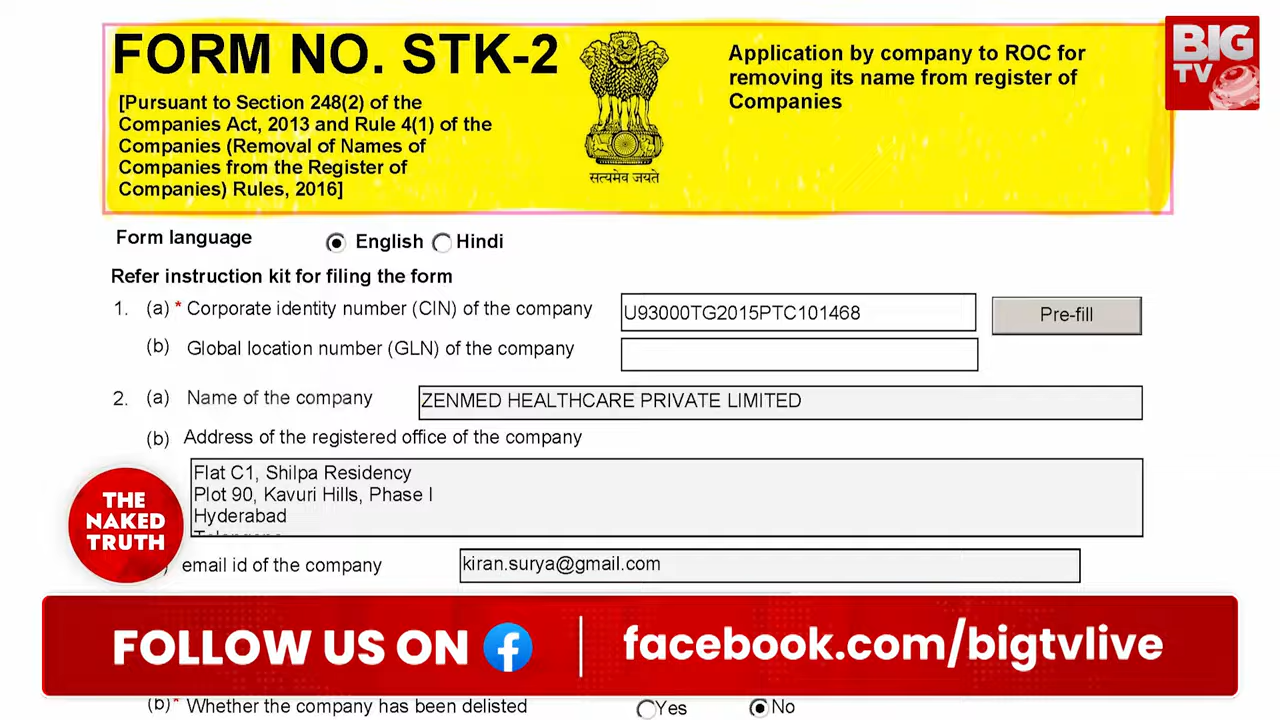 FORM NO. STK-2
[Pursuant to Section 248(2) of the
Companies Act, 2013 and Rule 4(1) of the
Companies (Removal of Names of
Companies from the Register of
Companies) Rules, 2016]
सत्यमेव जयते
Application by company to ROC for
removing its name from register of
Companies
BIG
TV
Form language
English Hindi
Refer instruction kit for filing the form
1. (a) * Corporate identity number (CIN) of the company U93000TG2015PTC101468 Pre-fill
(b) Global location number (GLN) of the company
2. (a) Name of the company ZENMED HEALTHCARE PRIVATE LIMITED
(b) Address of the registered office of the company
Flat C1, Shilpa Residency
Plot 90, Kavuri Hills, Phase I
Hyderabad
THE
NAKED
TRUTH
email id of the company kiran.surya@gmail.com
FOLLOW US ON facebook.com/bigtvlive
(b)* Whether the company has been delisted Yes No